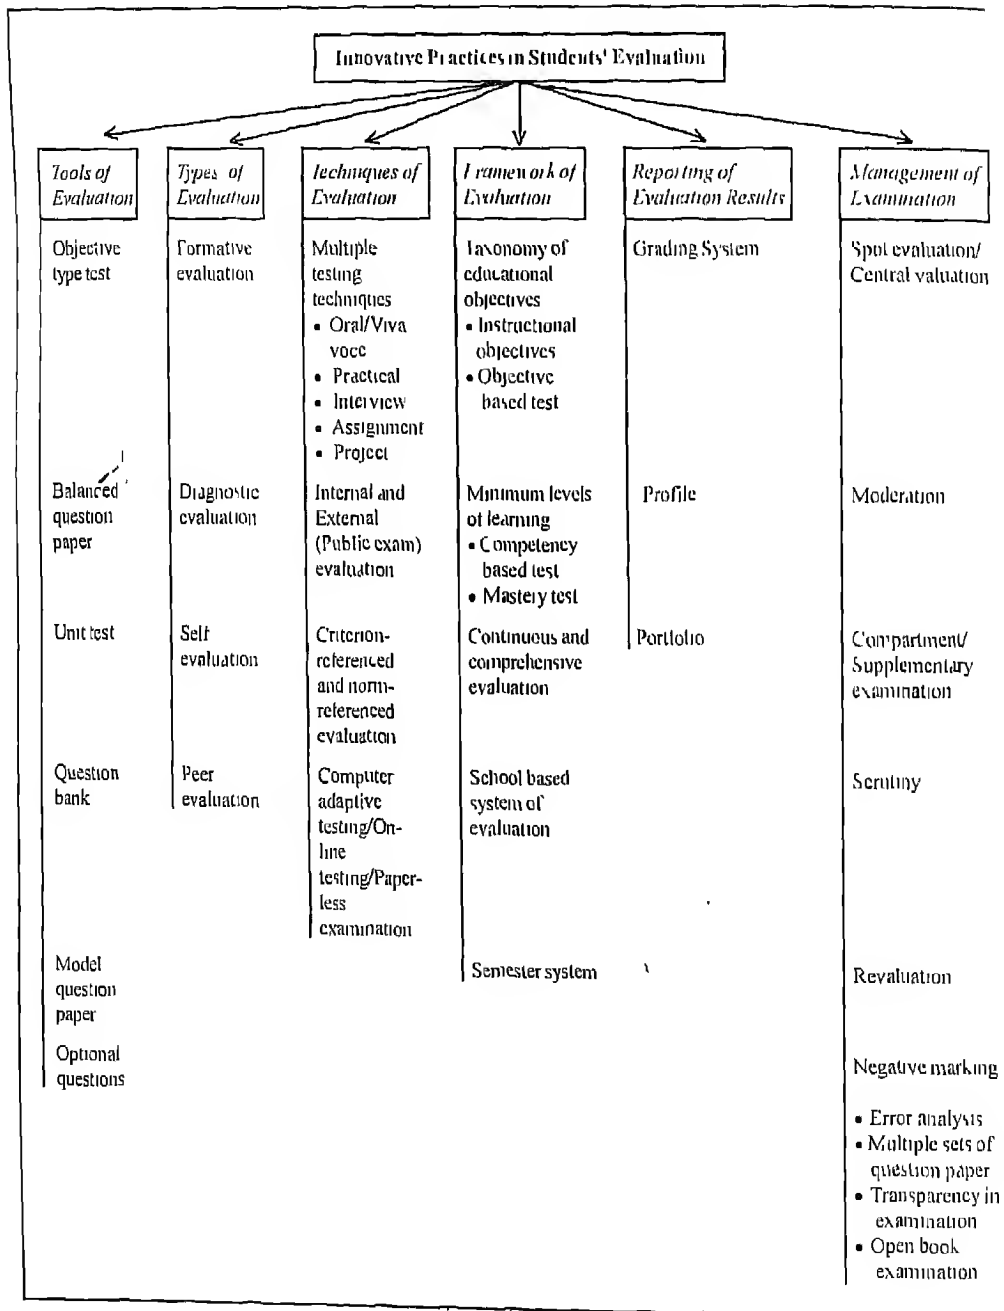 Innovative Practices in Students' Evaluation
Tools of
Evaluation
Types of
Evaluation
Techniques of
Evaluation
Framework of
Evaluation
Reporting of
Evaluation Results
Management of
Examination
Objective
type test
Balanced
question
paper
Unit test
Question
bank
Model
question
paper
Optional
questions
Formative
evaluation
Diagnostic
evaluation
Self
evaluation
Peer
evaluation
Multiple
testing
techniques
• Oral/Viva
voce
• Practical
• Interview
• Assignment
• Project
Internal and
External
(Public exam)
evaluation
Criterion-
referenced
and norm-
referenced
evaluation
Computer
adaptive
testing/On-
line
testing/Paper-
less
examination
Taxonomy of
educational
objectives
• Instructional
objectives
• Objective
based test
Minimum levels
of learning
• Competency
based test
• Mastery test
Continuous and
comprehensive
evaluation
School based
system of
evaluation
Semester system
Grading System
Profile
Portfolio
Spot evaluation/
Central valuation
Moderation
Compartment/
Supplementary
examination
Scrutiny
Revaluation
Negative marking
• Error analysis
• Multiple sets of
question paper
• Transparency in
examination
• Open book
examination